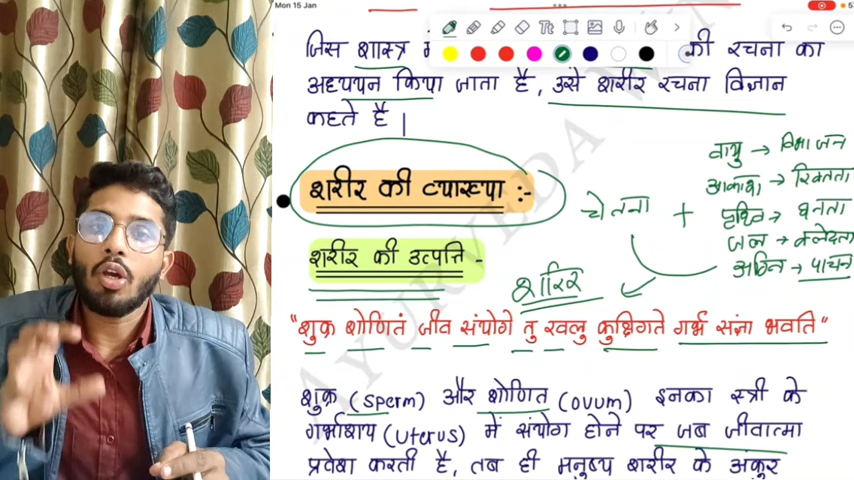 Mon 15 Jan
जिस शास्त्र में की रचना का
अध्ययन किया जाता है, उसे शरीर रचना विज्ञान
कहते है |
शरीर की व्याख्या :-
शरीर की उत्पत्ति -
चेतना +
वायु → विभाजन
आकाश → रिक्तता
पृथ्वि → घनता
जल → क्लेदता
अग्नि → पाचन
शारिर
"शुक्र शोणितं जीव संयोगे तु खलु कुक्षिगते गर्भ संज्ञा भवति"
शुक्र (sperm) और शोणित (ovum) इनका स्त्री के
गर्भाशय (uterus) में संयोग होने पर जब जीवात्मा
प्रवेश करती है, तब ही मनुष्य शरीर के अंकुर
AYURVEDA